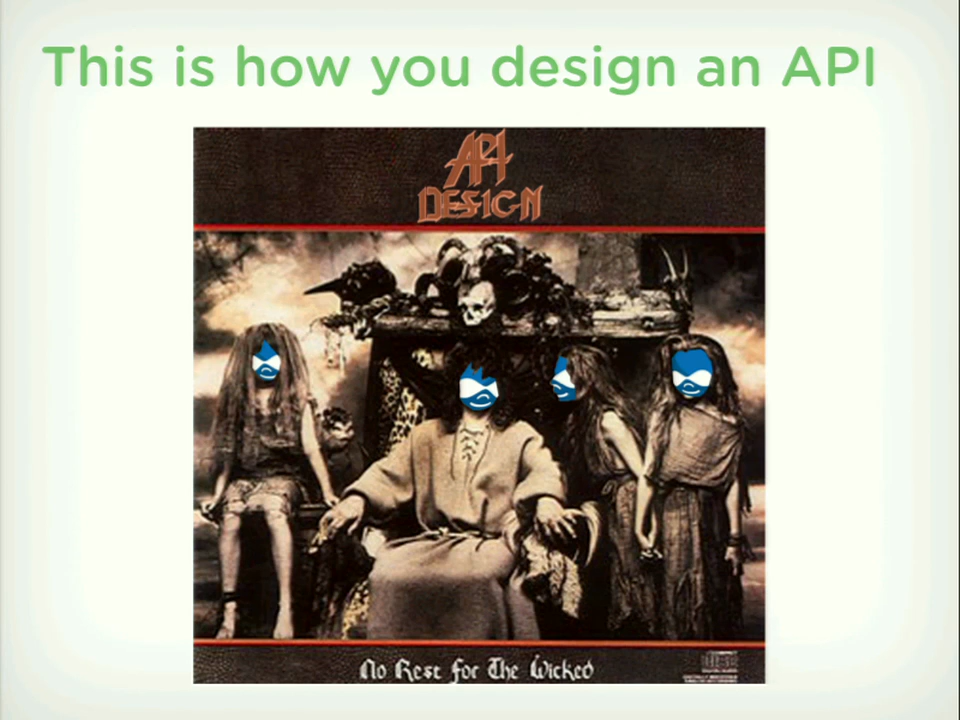 This is how you design an API
API
DESIGN
No Rest for The Wicked